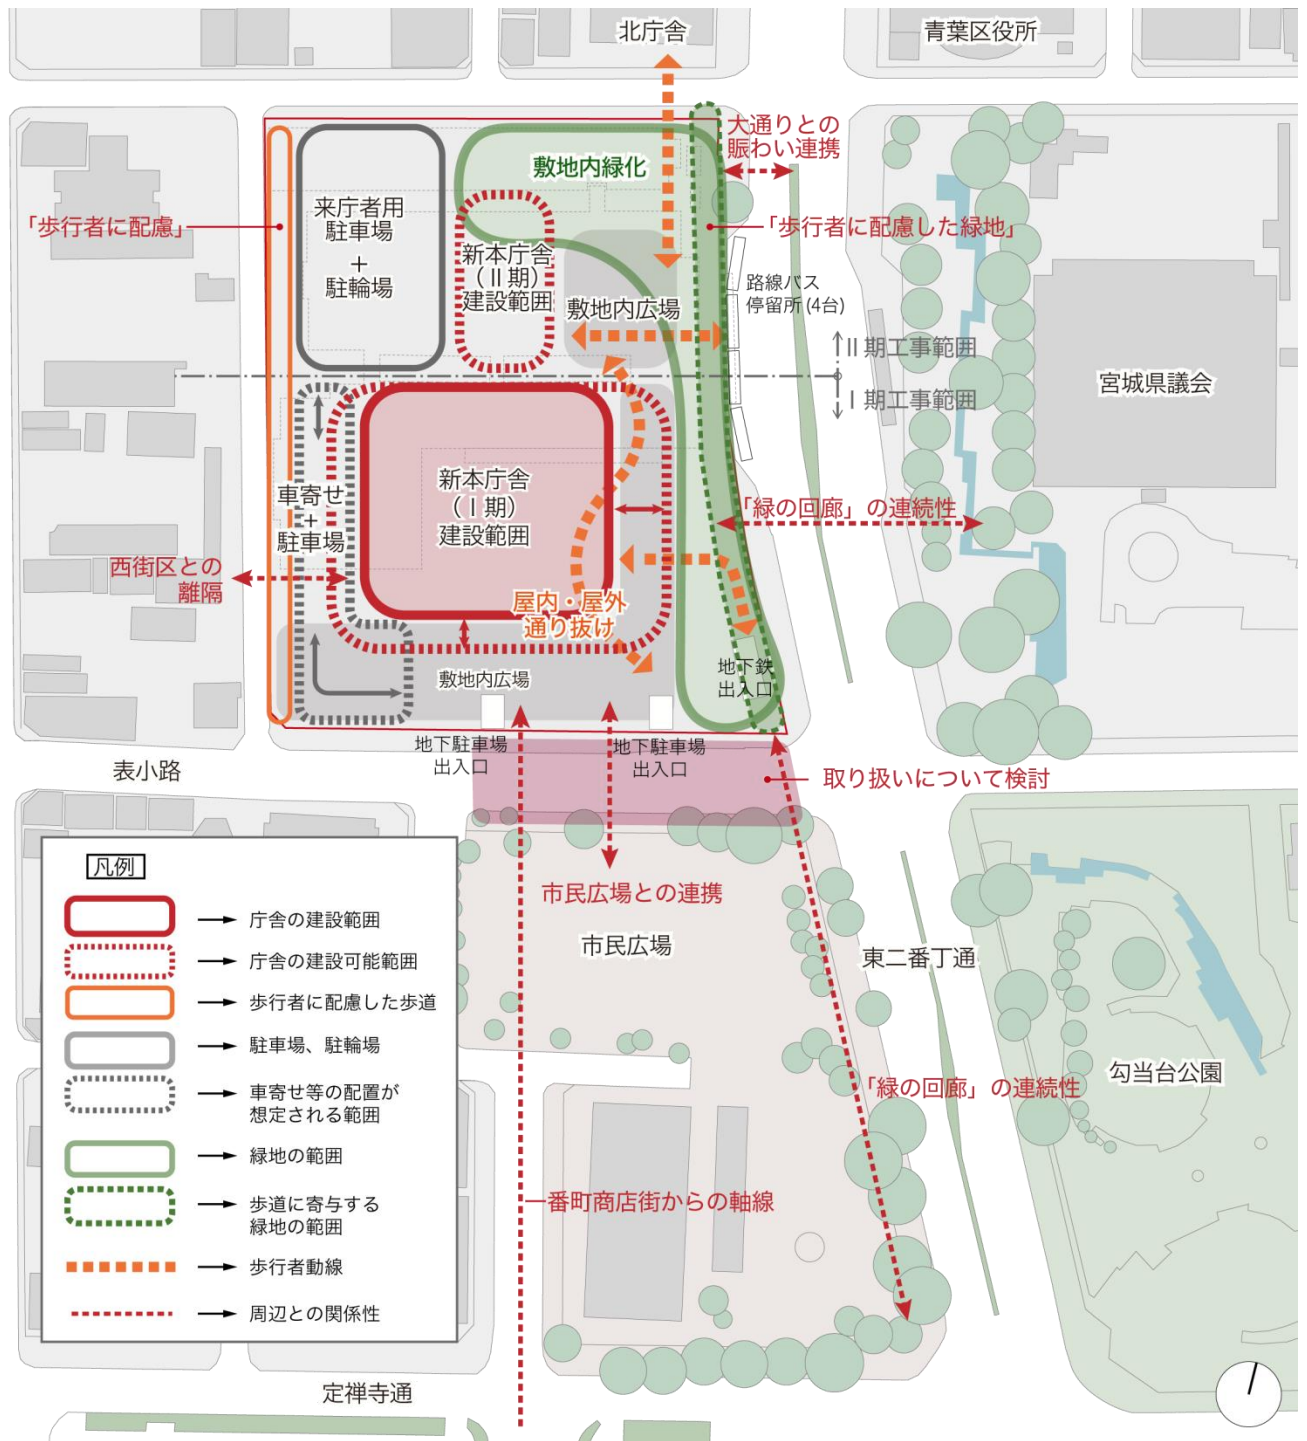 北庁舎
青葉区役所
大通りとの
賑わい連携
敷地内緑化
来庁者用
駐車場
＋
駐輪場
「歩行者に配慮」
「歩行者に配慮した緑地」
新本庁舎
（Ⅱ期）
建設範囲
敷地内広場
路線バス
停留所(4台)
Ⅱ期工事範囲
Ⅰ期工事範囲
宮城県議会
新本庁舎
（Ⅰ期）
建設範囲
車寄せ
＋
駐車場
「緑の回廊」の連続性
西街区との
離隔
屋内・屋外
通り抜け
敷地内広場
地下鉄
出入口
地下駐車場
出入口
地下駐車場
出入口
表小路
取り扱いについて検討
市民広場との連携
市民広場
東二番丁通
勾当台公園
「緑の回廊」の連続性
一番町商店街からの軸線
定禅寺通
凡例
庁舎の建設範囲
庁舎の建設可能範囲
歩行者に配慮した歩道
駐車場、駐輪場
車寄せ等の配置が
想定される範囲
緑地の範囲
歩道に寄与する
緑地の範囲
歩行者動線
周辺との関係性